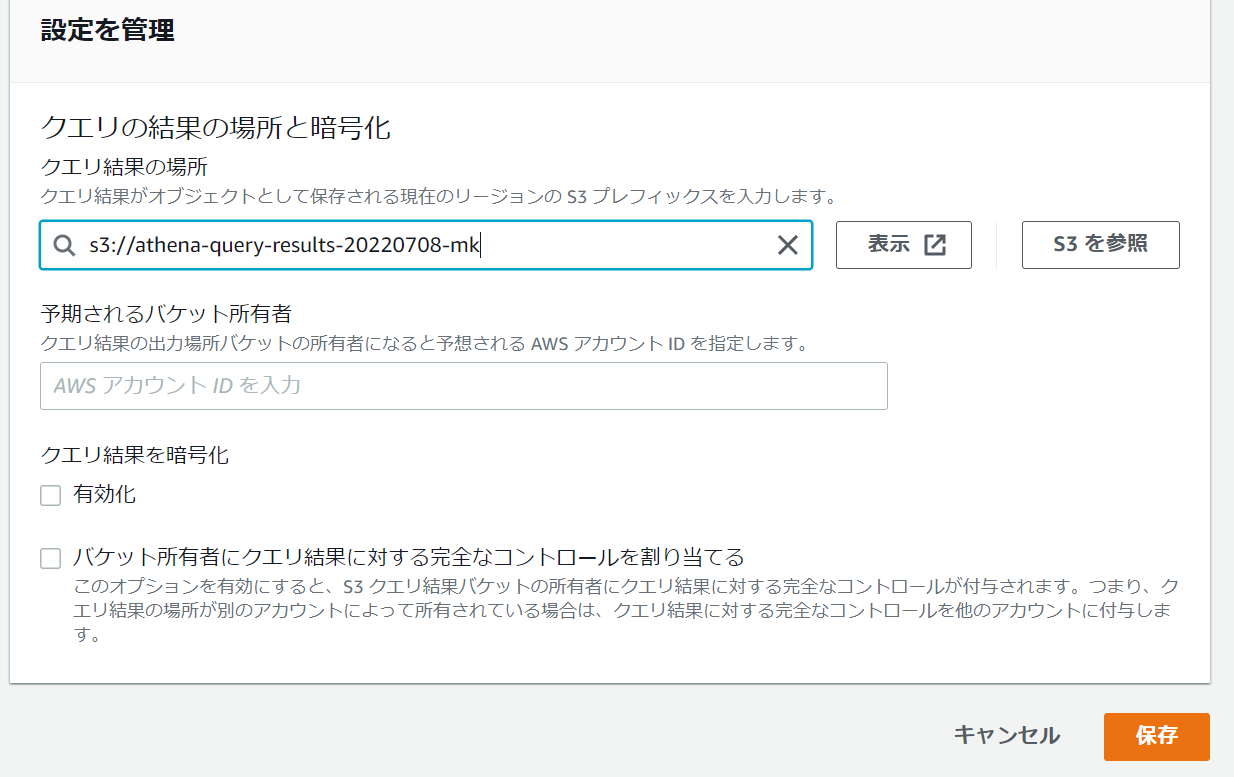 設定を管理
クエリの結果の場所と暗号化
クエリ結果の場所
クエリ結果がオブジェクトとして保存される現在のリージョンの S3 プレフィックスを入力します。
s3://athena-query-results-20220708-mk
表示
S3 を参照
予期されるバケット所有者
クエリ結果の出力場所バケットの所有者になると予想される AWS アカウント ID を指定します。
AWS アカウント ID を入力
クエリ結果を暗号化
有効化
バケット所有者にクエリ結果に対する完全なコントロールを割り当てる
このオプションを有効にすると、S3 クエリ結果バケットの所有者にクエリ結果に対する完全なコントロールが付与されます。つまり、ク
エリ結果の場所が別のアカウントによって所有されている場合は、クエリ結果に対する完全なコントロールを他のアカウントに付与しま
す。
キャンセル
保存